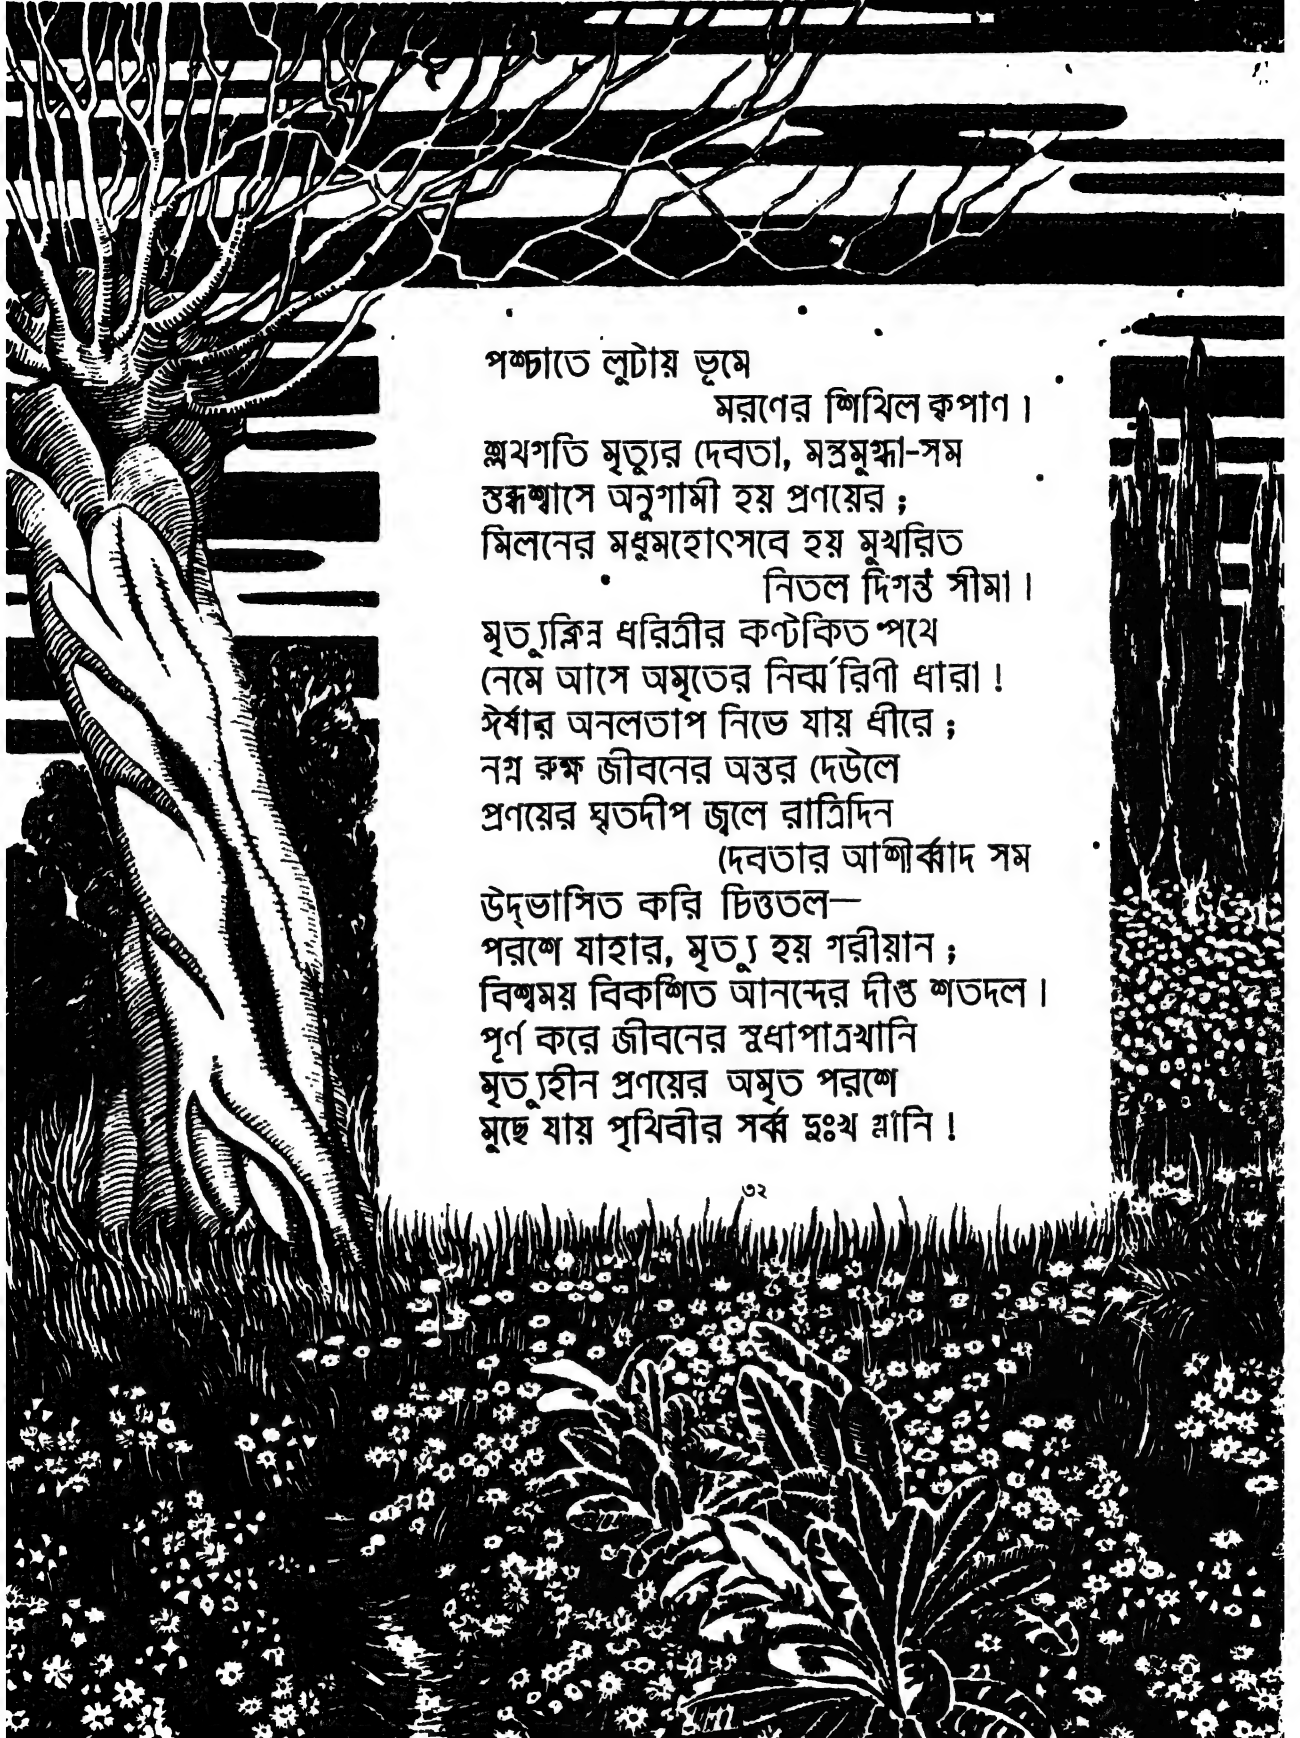 পশ্চাতে লুটায় ভূমে
মরণের শিথিল কৃপাণ।
শ্লথগতি মৃত্যুর দেবতা, মন্ত্রমুগ্ধা-সম
স্তব্ধশ্বাসে অনুগামী হয় প্রণয়ের ;
মিলনের মধুমহোৎসবে হয় মুখরিত
নিতল দিগন্ত সীমা।
মৃত্যুক্লিন্ন ধরিত্রীর কণ্টকিত পথে
নেমে আসে অমৃতের নির্ঝরিণী ধারা !
ঈর্ষার অনলতাপ নিভে যায় ধীরে ;
নগ্ন রুক্ষ জীবনের অন্তর দেউলে
প্রণয়ের ঘৃতদীপ জ্বলে রাত্রিদিন
দেবতার আশীর্ব্বাদ সম
উদ্‌ভাসিত করি চিত্ততল—
পরশে যাহার, মৃত্যু হয় গরীয়ান ;
বিশ্বময় বিকশিত আনন্দের দীপ্ত শতদল।
পূর্ণ করে জীবনের সুধাপাত্রখানি
মৃত্যুহীন প্রণয়ের অমৃত পরশে
মুছে যায় পৃথিবীর সর্ব্ব দুঃখ গ্লানি !
৩২